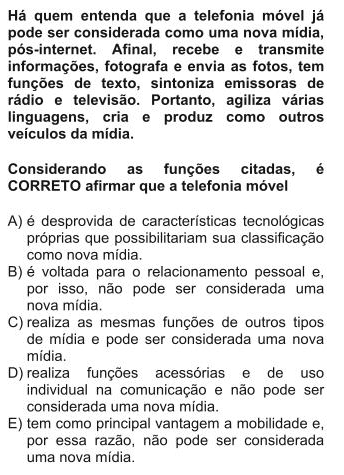 Há quem entenda que a telefonia móvel já
pode ser considerada como uma nova mídia,
pós-internet. Afinal, recebe e transmite
informações, fotografa e envia as fotos, tem
funções de texto, sintoniza emissoras de
rádio e televisão. Portanto, agiliza várias
linguagens, cria e produz como outros
veículos da mídia.
Considerando as funções citadas, é
CORRETO afirmar que a telefonia móvel
A) é desprovida de características tecnológicas
próprias que possibilitariam sua classificação
como nova mídia.
B) é voltada para o relacionamento pessoal e,
por isso, não pode ser considerada uma
nova mídia.
C) realiza as mesmas funções de outros tipos
de mídia e pode ser considerada uma nova
mídia.
D) realiza funções acessórias e de uso
individual na comunicação e não pode ser
considerada uma nova mídia.
E) tem como principal vantagem a mobilidade e,
por essa razão, não pode ser considerada
uma nova mídia.